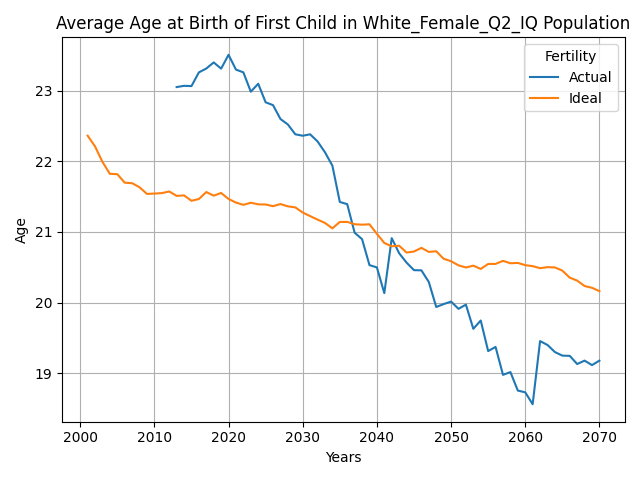 Average Age at Birth of First Child in White_Female_Q2_IQ Population
Fertility
Actual
Ideal
Age
23
22
21
20
19
2000 2010 2020 2030 2040 2050 2060 2070
Years